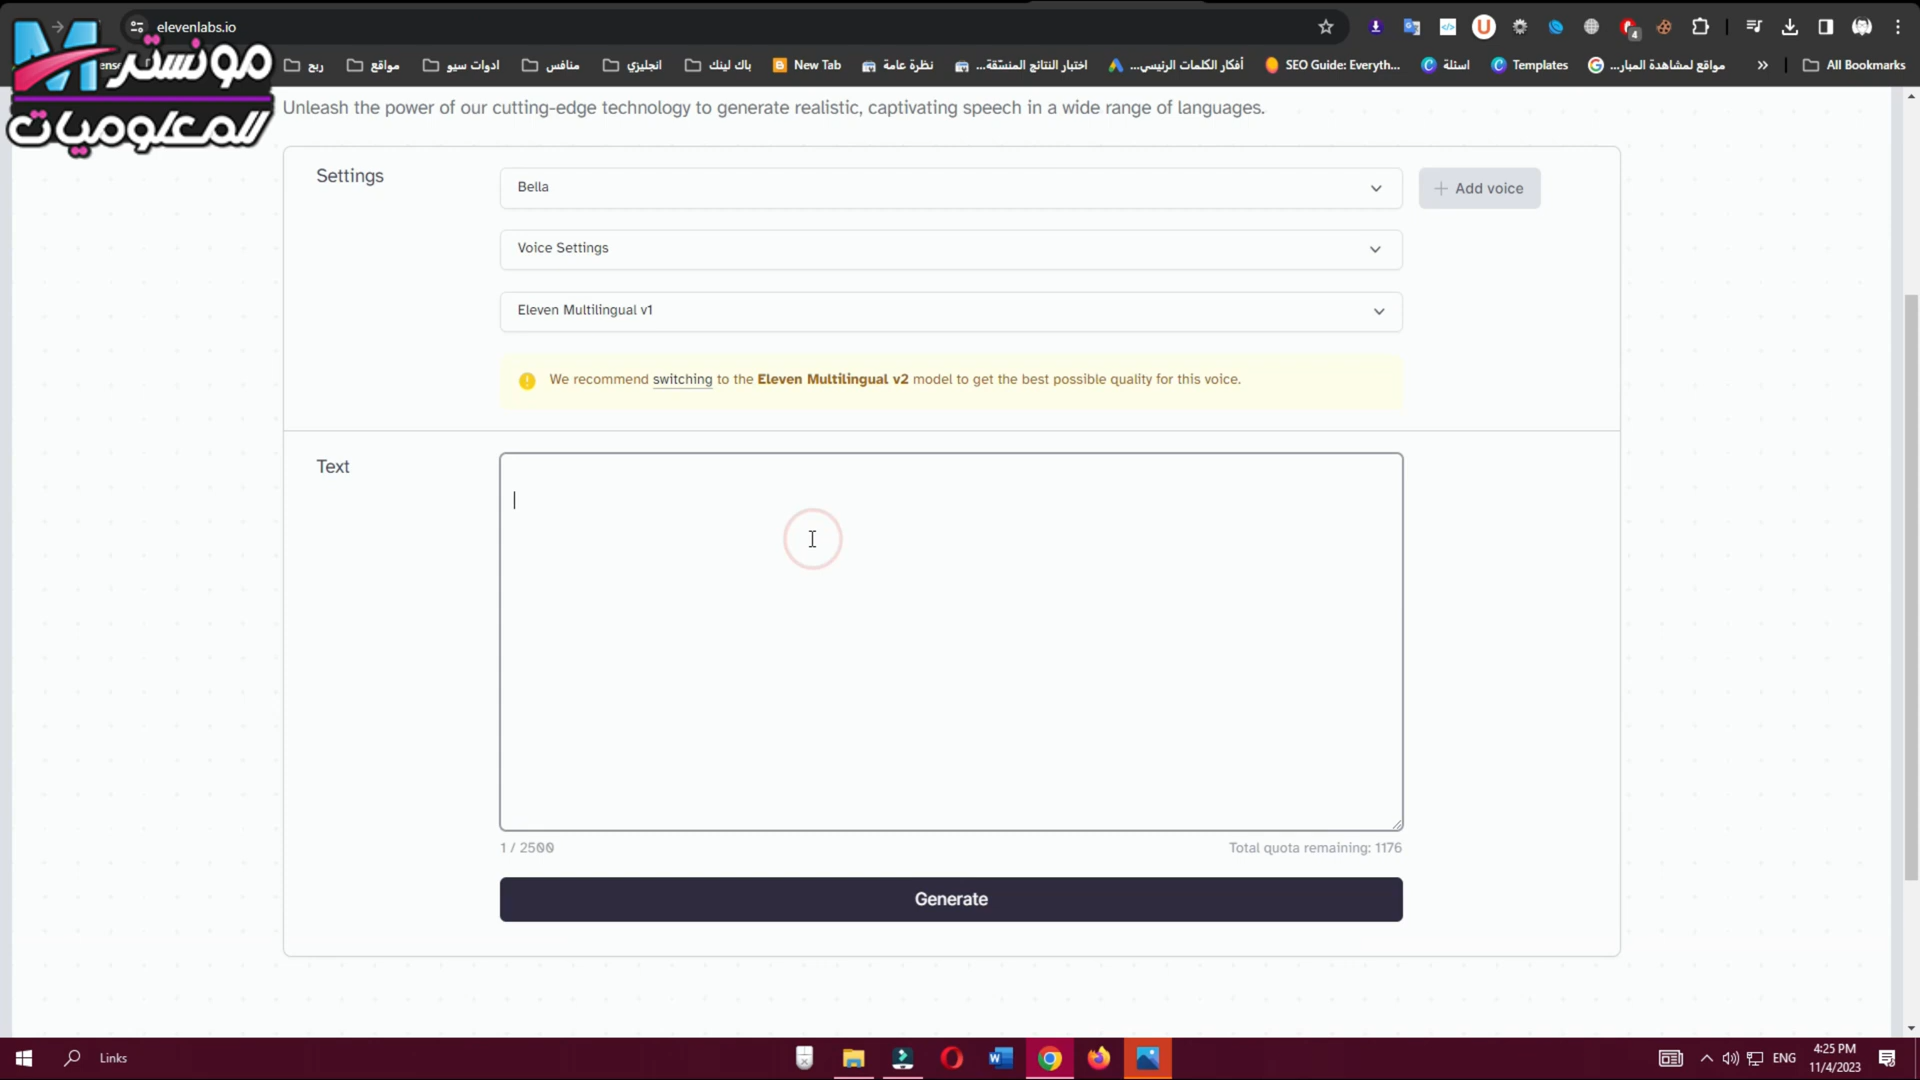 elevenlabs.io
4
مونستر
للمعلوميات
ربح
مواقع
ادوات سيو
منافس
انجليزي
باك لينك
New Tab
نظرة عامة
اختبار النتائج المنسّقة...
أفكار الكلمات الرئيسي...
SEO Guide: Everyth...
اسئلة
Templates
مواقع لمشاهدة المبار...
»
All Bookmarks
Unleash the power of our cutting-edge technology to generate realistic, captivating speech in a wide range of languages.
Settings
Bella
+ Add voice
Voice Settings
Eleven Multilingual v1
We recommend switching to the Eleven Multilingual v2 model to get the best possible quality for this voice.
Text
1 / 2500
Total quota remaining: 1176
Generate
Links
ENG
4:25 PM
11/4/2023